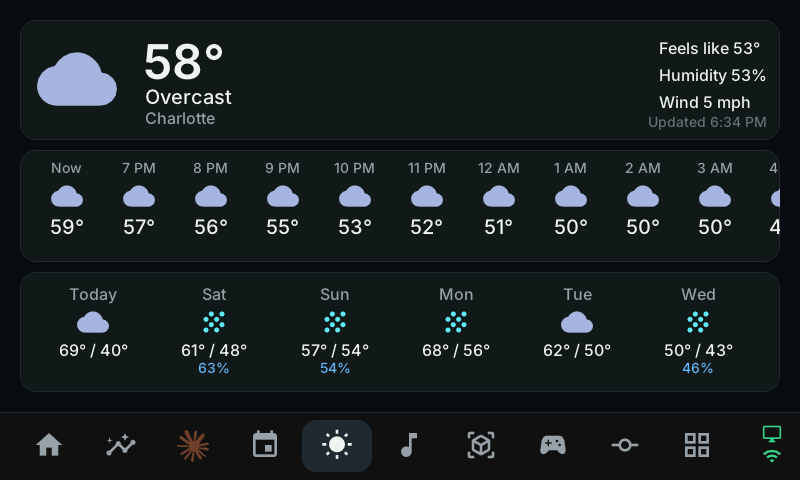 58°
Overcast
Charlotte
Feels like 53°
Humidity 53%
Wind 5 mph
Updated 6:34 PM
Now 7 PM 8 PM 9 PM 10 PM 11 PM 12 AM 1 AM 2 AM 3 AM 4
59° 57° 56° 55° 53° 52° 51° 50° 50° 50° 4
Today Sat Sun Mon Tue Wed
69° / 40° 61° / 48° 57° / 54° 68° / 56° 62° / 50° 50° / 43°
63% 54% 46%